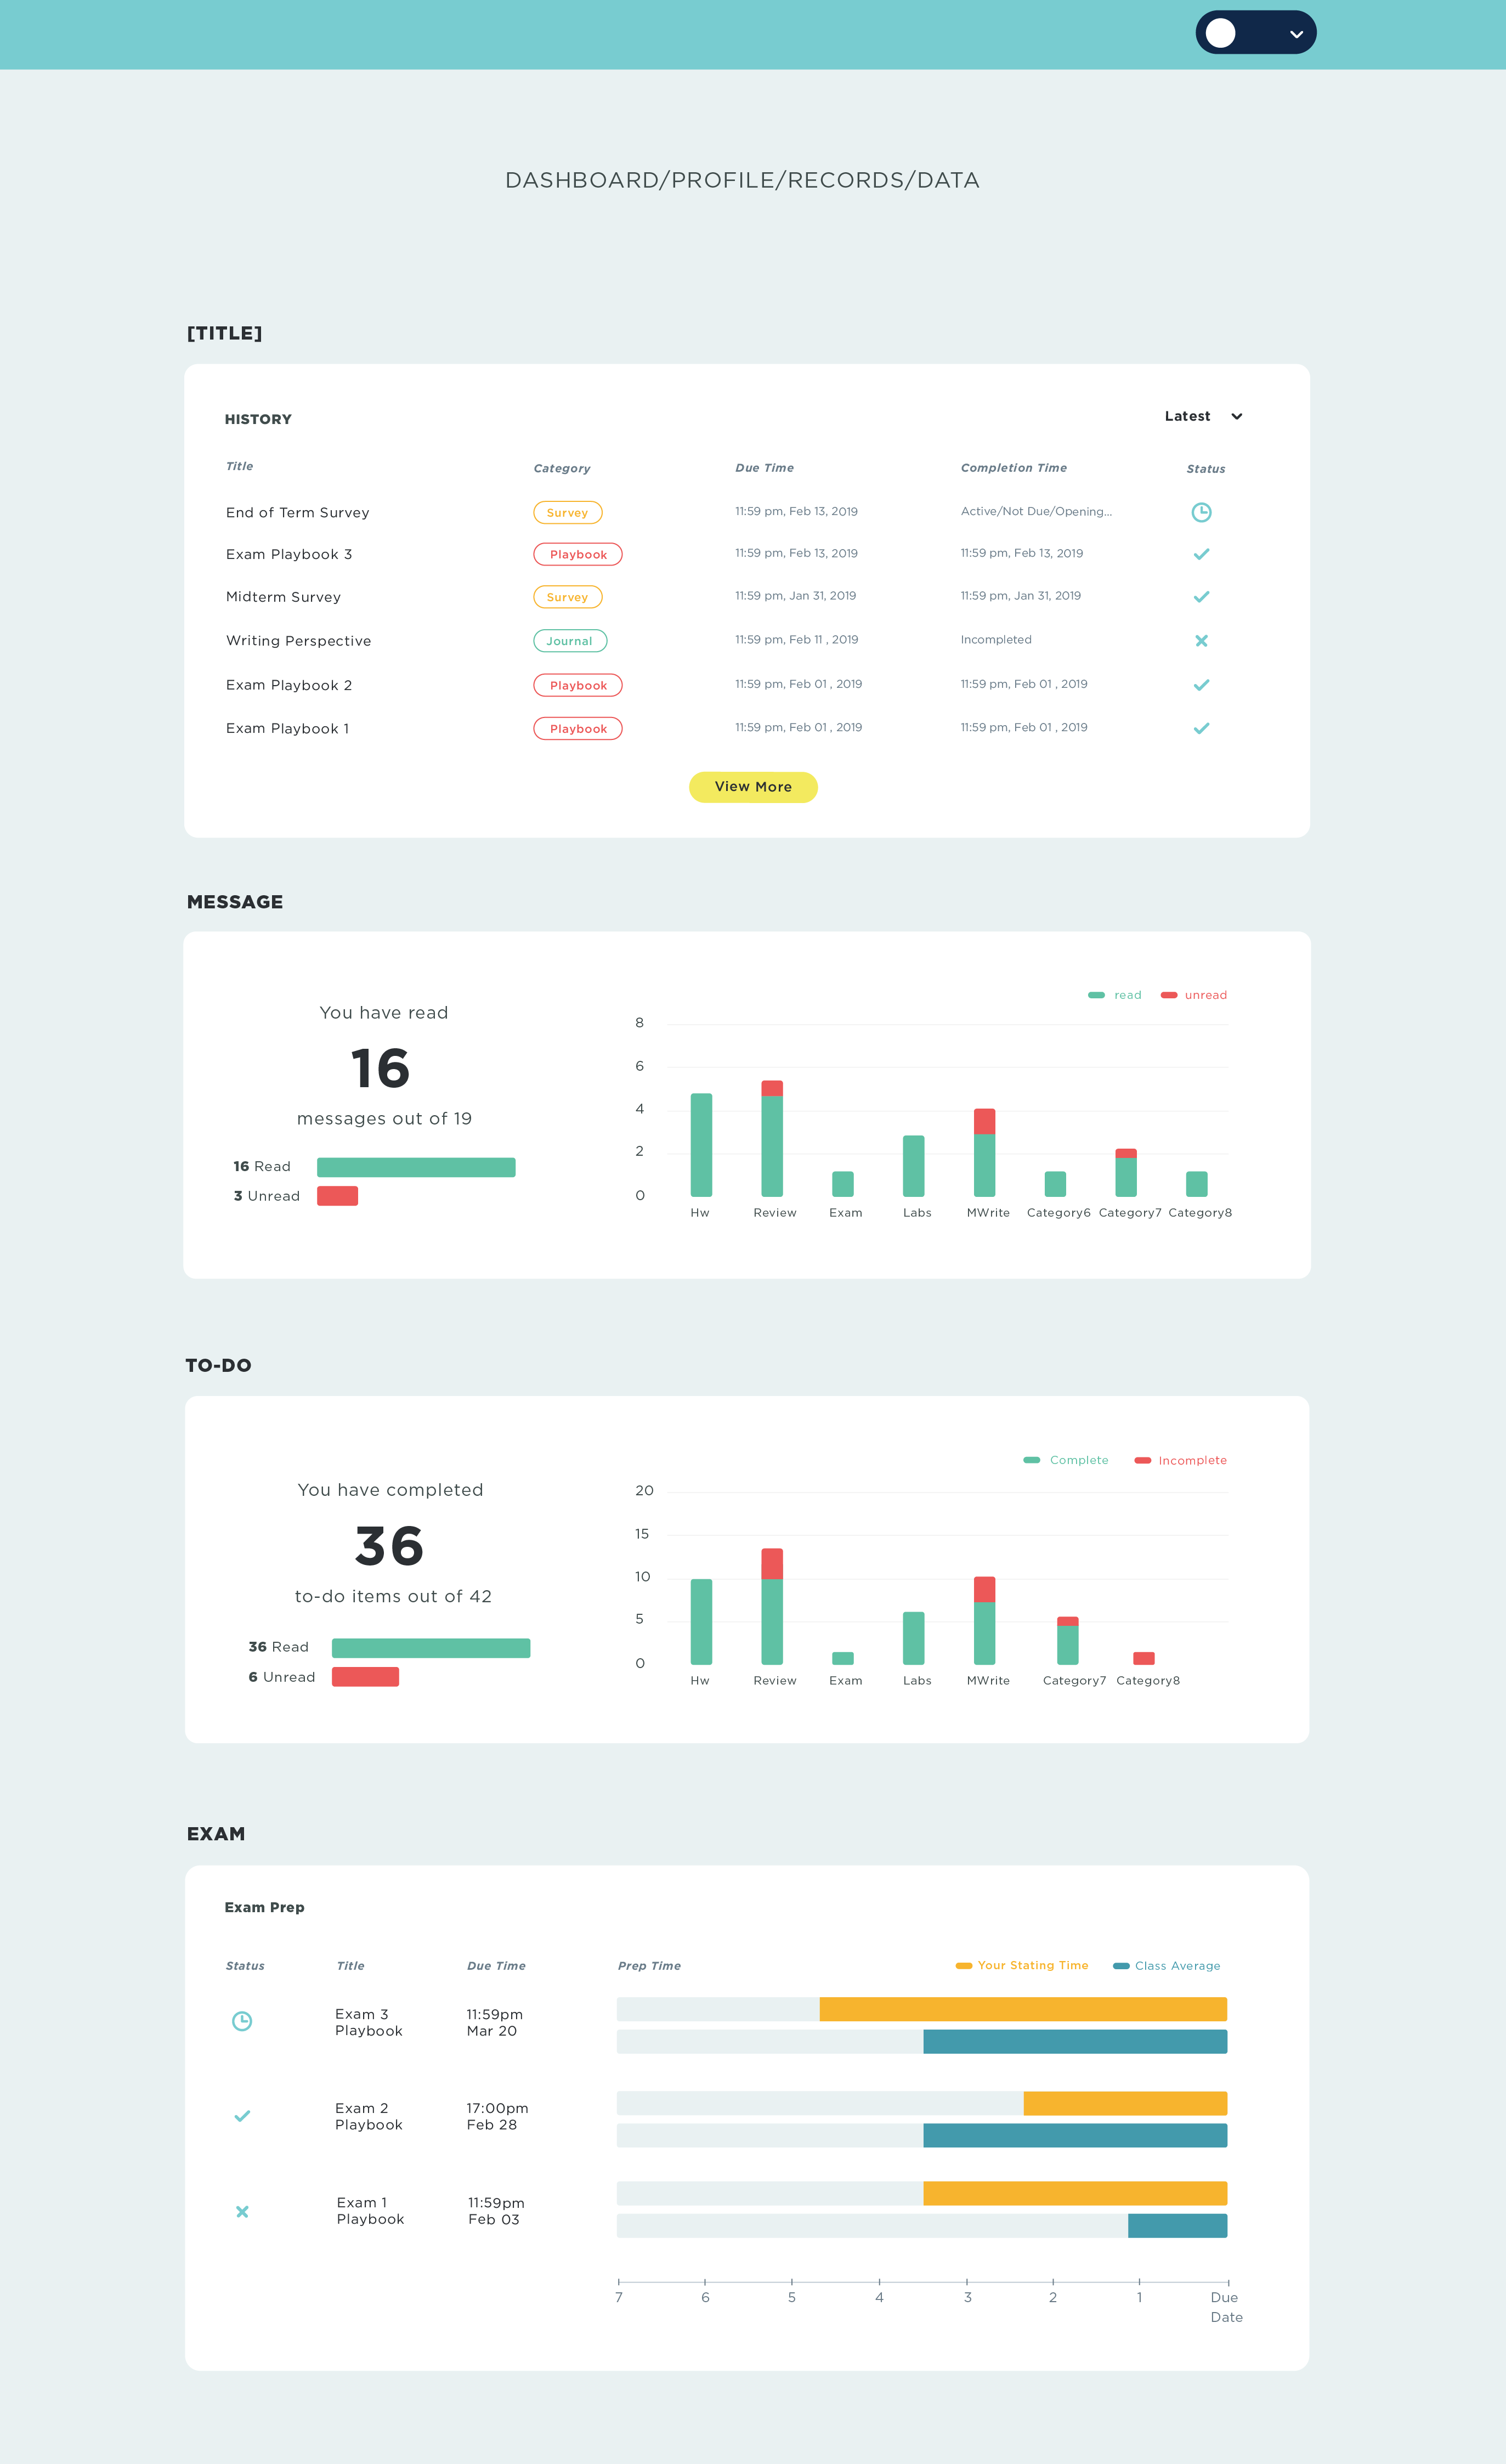 DASHBOARD/PROFILE/RECORDS/DATA
[TITLE]
HISTORY
Latest
Title Category Due Time Completion Time Status
End of Term Survey Survey 11:59 pm, Feb 13, 2019 Active/Not Due/Opening...
Exam Playbook 3 Playbook 11:59 pm, Feb 13, 2019 11:59 pm, Feb 13, 2019
Midterm Survey Survey 11:59 pm, Jan 31, 2019 11:59 pm, Jan 31, 2019
Writing Perspective Journal 11:59 pm, Feb 11 , 2019 Incompleted
Exam Playbook 2 Playbook 11:59 pm, Feb 01 , 2019 11:59 pm, Feb 01 , 2019
Exam Playbook 1 Playbook 11:59 pm, Feb 01 , 2019 11:59 pm, Feb 01 , 2019
View More
MESSAGE
You have read
16
messages out of 19
16 Read
3 Unread
read unread
8
6
4
2
0
Hw Review Exam Labs MWrite Category6 Category7 Category8
TO-DO
You have completed
36
to-do items out of 42
36 Read
6 Unread
Complete Incomplete
20
15
10
5
0
Hw Review Exam Labs MWrite Category7 Category8
EXAM
Exam Prep
Status Title Due Time Prep Time Your Stating Time Class Average
Exam 3 11:59pm
Playbook Mar 20
Exam 2 17:00pm
Playbook Feb 28
Exam 1 11:59pm
Playbook Feb 03
7 6 5 4 3 2 1 Due
Date